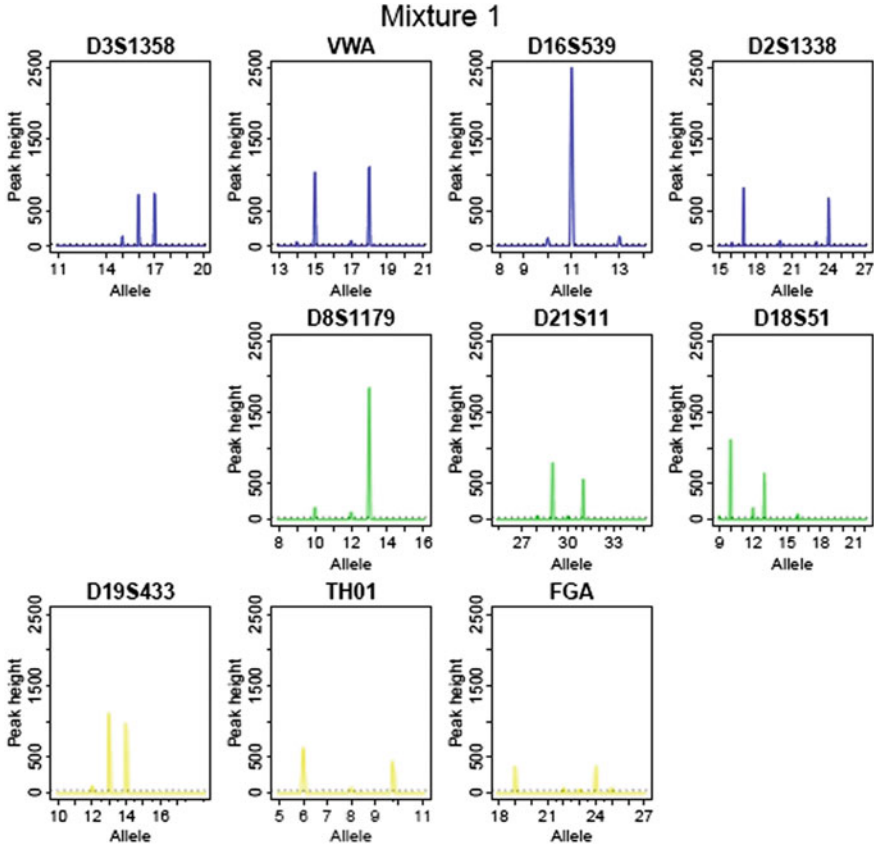 Mixture 1
D3S1358 VWA D16S539 D2S1338
Peak height Peak height Peak height Peak height
2500 2500 2500 2500
1500 1500 1500 1500
500 500 500 500
0 0 0 0
11 14 17 20 13 15 17 19 21 8 9 11 13 15 18 21 24 27
Allele Allele Allele Allele
D8S1179 D21S11 D18S51
Peak height Peak height Peak height
2500 2500 2500
1500 1500 1500
500 500 500
0 0 0
8 10 12 14 16 27 30 33 9 10 12 14 16 18 21
Allele Allele Allele
D19S433 TH01 FGA
Peak height Peak height Peak height
2500 2500 2500
1500 1500 1500
500 500 500
0 0 0
10 12 14 16 5 6 7 8 9 11 18 21 24 27
Allele Allele Allele